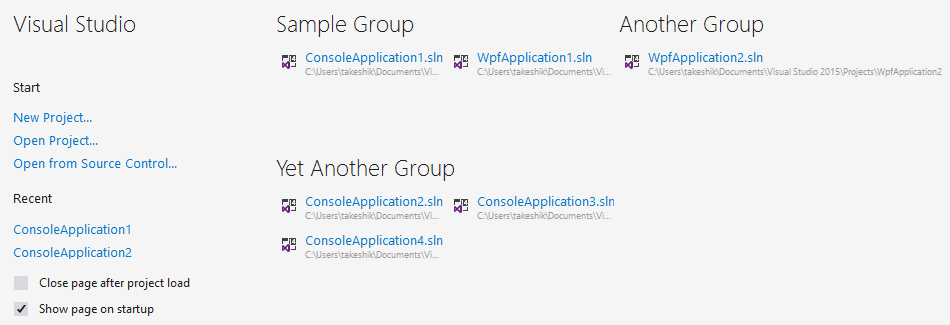 Visual Studio
Start
New Project...
Open Project...
Open from Source Control...
Recent
ConsoleApplication1
ConsoleApplication2
Close page after project load
Show page on startup
Sample Group
ConsoleApplication1.sln
C:\Users\takeshik\Documents\Vi...
WpfApplication1.sln
C:\Users\takeshik\Documents\Vi...
Another Group
WpfApplication2.sln
C:\Users\takeshik\Documents\Visual Studio 2015\Projects\WpfApplication2
Yet Another Group
ConsoleApplication2.sln
C:\Users\takeshik\Documents\Vi...
ConsoleApplication3.sln
C:\Users\takeshik\Documents\Vi...
ConsoleApplication4.sln
C:\Users\takeshik\Documents\Vi...